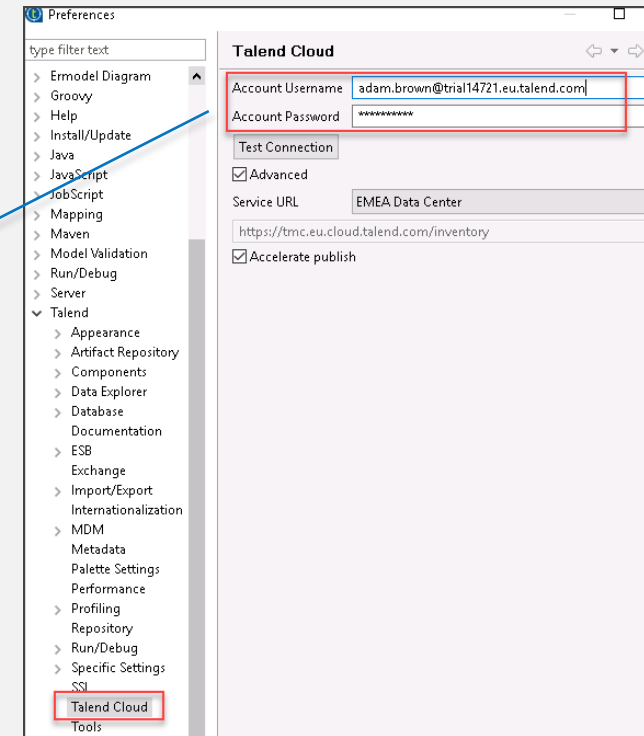 Preferences
type filter text
Ermodel Diagram
Groovy
Help
Install/Update
Java
JavaScript
JobScript
Mapping
Maven
Model Validation
Run/Debug
Server
Talend
Appearance
Artifact Repository
Components
Data Explorer
Database
Documentation
ESB
Exchange
Import/Export
Internationalization
MDM
Metadata
Palette Settings
Performance
Profiling
Repository
Run/Debug
Specific Settings
SSL
Talend Cloud
Tools
Talend Cloud
Account Username adam.brown@trial14721.eu.talend.com
Account Password **********
Test Connection
Advanced
Service URL EMEA Data Center
https://tmc.eu.cloud.talend.com/inventory
Accelerate publish